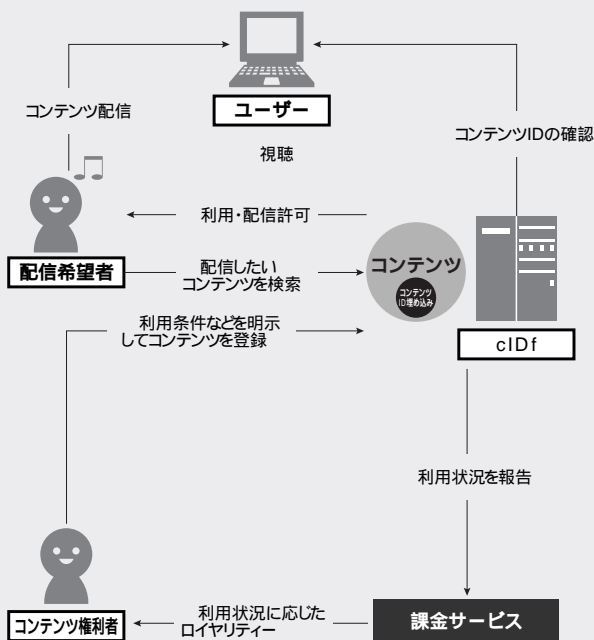 コンテンツ配信
ユーザー
視聴
コンテンツIDの確認
利用・配信許可
配信希望者
配信したい
コンテンツを検索
コンテンツ
コンテンツ
ID埋め込み
cIDf
利用条件などを明示
してコンテンツを登録
利用状況を報告
コンテンツ権利者
利用状況に応じた
ロイヤリティー
課金サービス